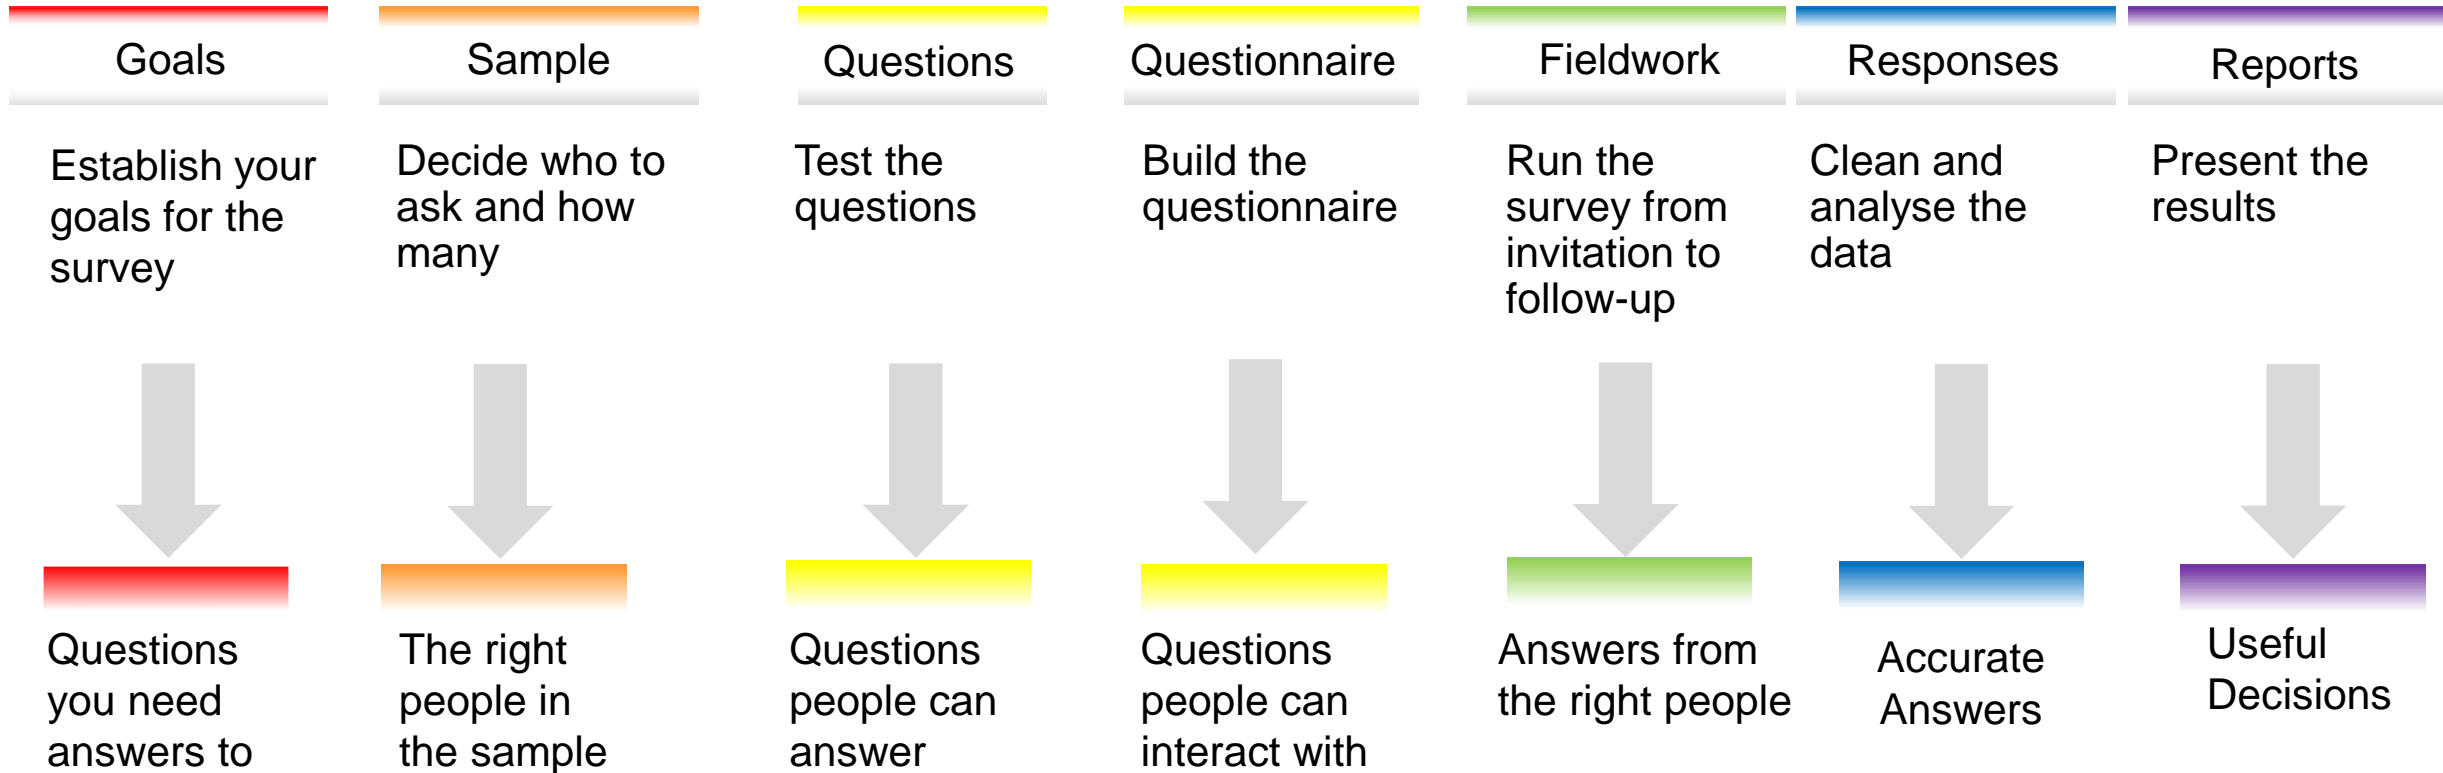 Goals
Sample
Questions
Questionnaire
Fieldwork
Responses
Reports
Establish your
goals for the
survey
Decide who to
ask and how
many
Test the
questions
Build the
questionnaire
Run the
survey from
invitation to
follow-up
Clean and
analyse the
data
Present the
results
Questions
you need
answers to
The right
people in
the sample
Questions
people can
answer
Questions
people can
interact with
Answers from
the right people
Accurate
Answers
Useful
Decisions